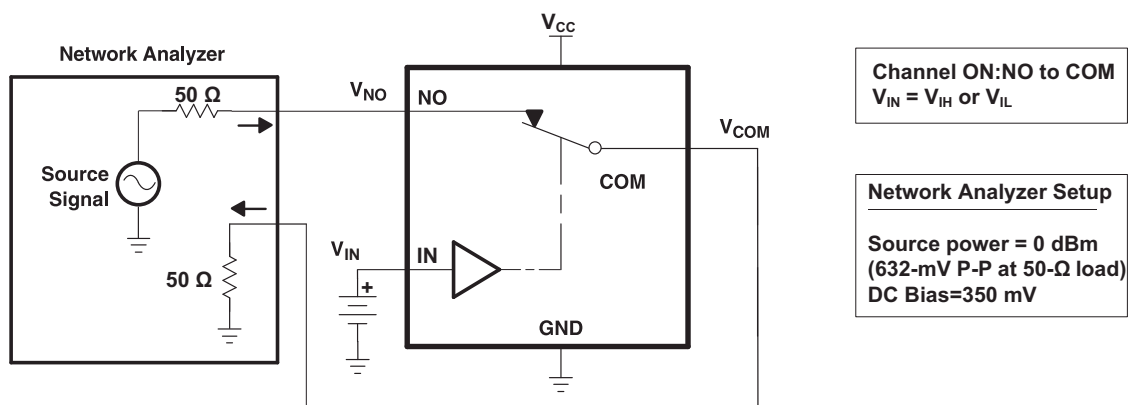 V_CC
Network Analyzer
50 Ω
V_NO
NO
V_COM
COM
Source
Signal
V_IN
IN
+
50 Ω
GND
Channel ON:NO to COM
V_IN = V_IH or V_IL
Network Analyzer Setup
Source power = 0 dBm
(632-mV P-P at 50-Ω load)
DC Bias=350 mV